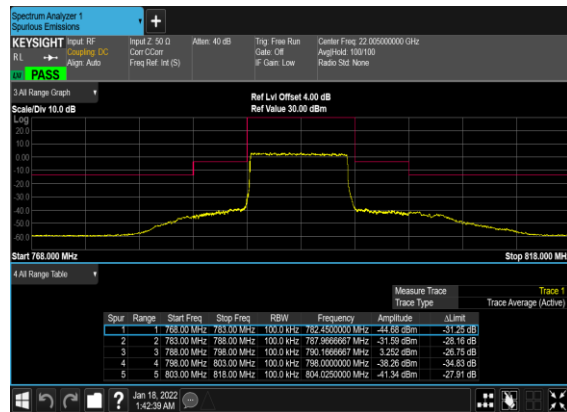 Spectrum Analyzer 1
Spurious Emissions
KEYSIGHT Input: RF Input Z: 50 Ω Atten: 40 dB Trig: Free Run Center Freq: 22.005000000 GHz
R L Coupling: DC Corr CCorr Gate: Off Avg|Hold: 100/100
Align: Auto Freq Ref: Int (S) IF Gain: Low Radio Std: None
PASS
3 All Range Graph
Ref Lvl Offset 4.00 dB
Scale/Div 10.0 dB Ref Value 30.00 dBm
Log
20.0
10.0
0.00
-10.0
-20.0
-30.0
-40.0
-50.0
-60.0
Start 768.000 MHz Stop 818.000 MH
4 All Range Table
Measure Trace Trace 1
Trace Type Trace Average (Active)
Spur Range Start Freq Stop Freq RBW Frequency Amplitude ΔLimit
1 1 768.00 MHz 783.00 MHz 100.0 kHz 782.4500000 MHz -44.68 dBm -31.25 dB
2 2 783.00 MHz 788.00 MHz 100.0 kHz 787.9666667 MHz -31.59 dBm -28.16 dB
3 3 788.00 MHz 798.00 MHz 100.0 kHz 790.1666667 MHz 3.252 dBm -26.75 dB
4 4 798.00 MHz 803.00 MHz 100.0 kHz 798.0000000 MHz -38.26 dBm -34.83 dB
5 5 803.00 MHz 818.00 MHz 100.0 kHz 804.0250000 MHz -41.34 dBm -27.91 dB
Jan 18, 2022
1:42:39 AM